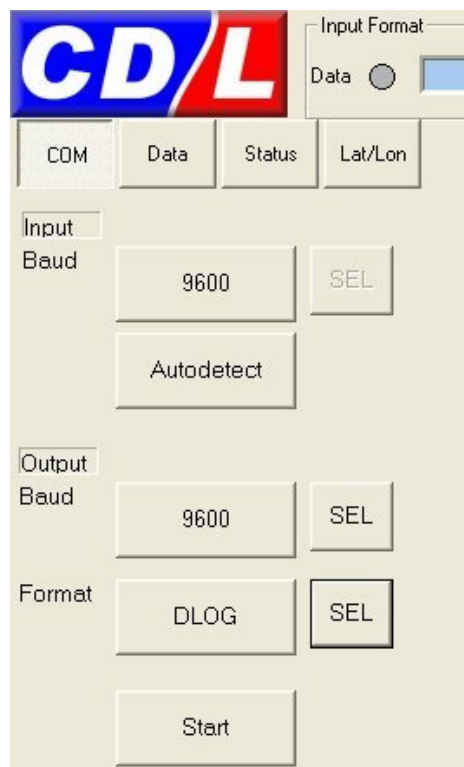 CD/L
Input Format
Data
COM
Data
Status
Lat/Lon
Input
Baud
9600
SEL
Autodetect
Output
Baud
9600
SEL
Format
DLOG
SEL
Start